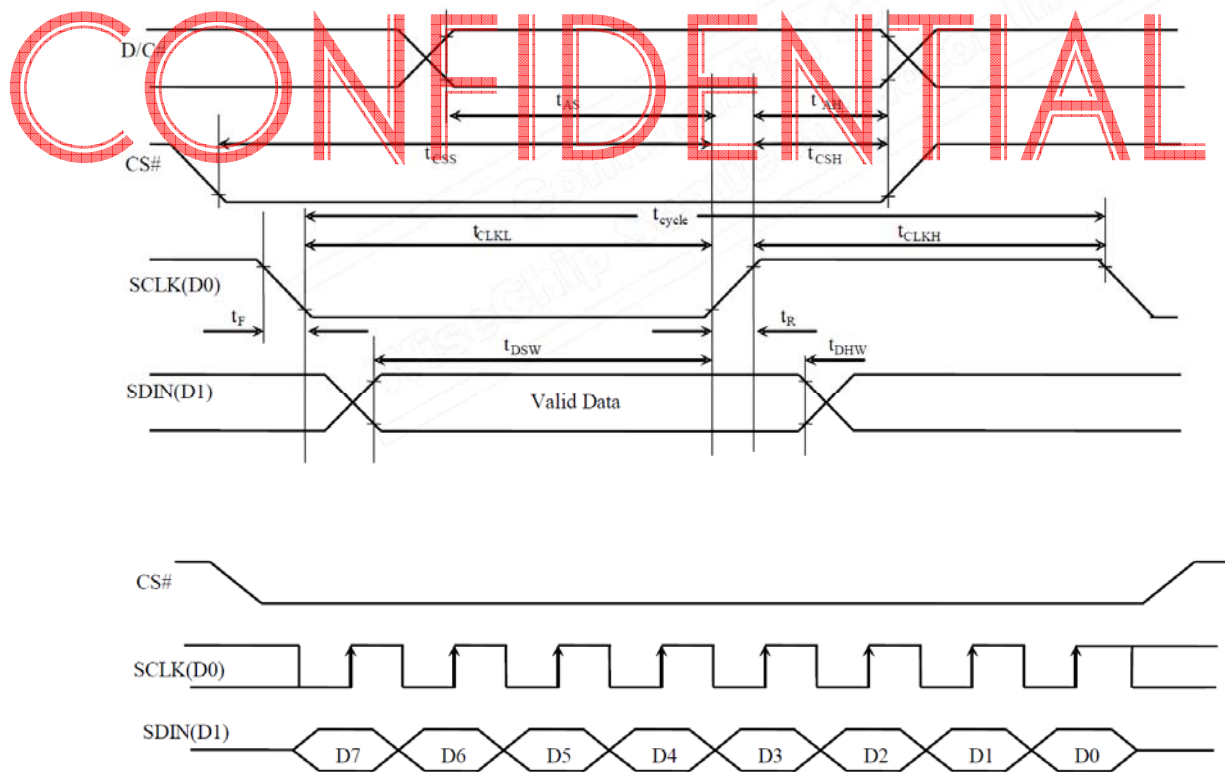 CONFIDENTIAL
D/C#
tAS
tAH
CS#
tCSS
tCSH
tcycle
tCLKL
tCLKH
SCLK(D0)
tF
tR
tDSW
tDHW
SDIN(D1)
Valid Data
CS#
SCLK(D0)
SDIN(D1)
D7 D6 D5 D4 D3 D2 D1 D0